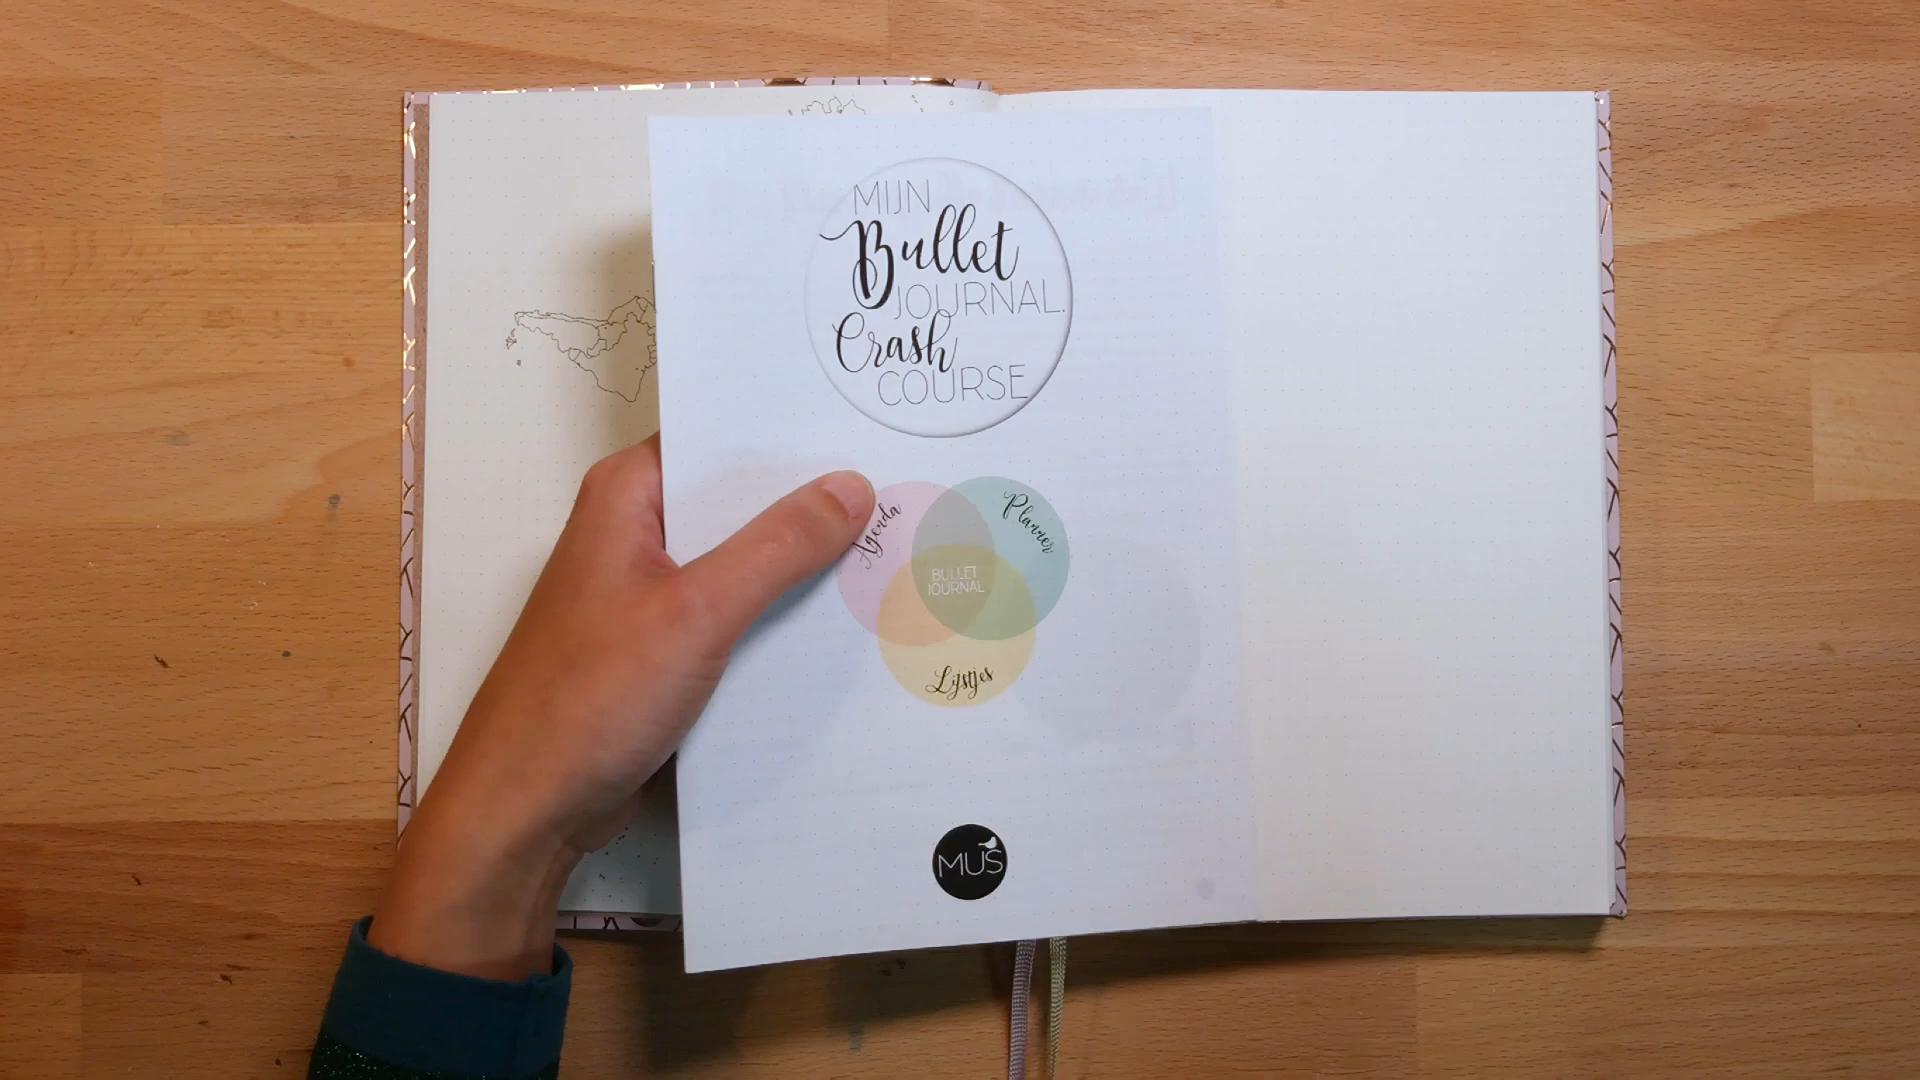 MIJN
Bullet
JOURNAL.
Crash
COURSE
Agenda
Planner
BULLET
JOURNAL
Lijstjes
MUS